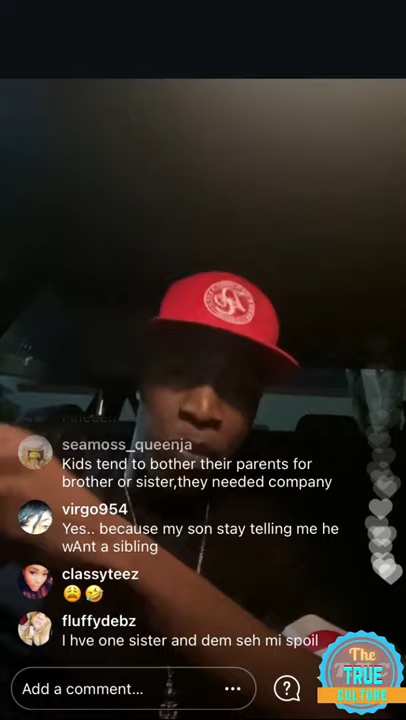 seamoss_queenja
Kids tend to bother their parents for
brother or sister,they needed company
virgo954
Yes.. because my son stay telling me he
wAnt a sibling
classyteez
😩🤣
fluffydebz
I hve one sister and dem seh mi spoil
Add a comment...
The
TRUE
CULTURE